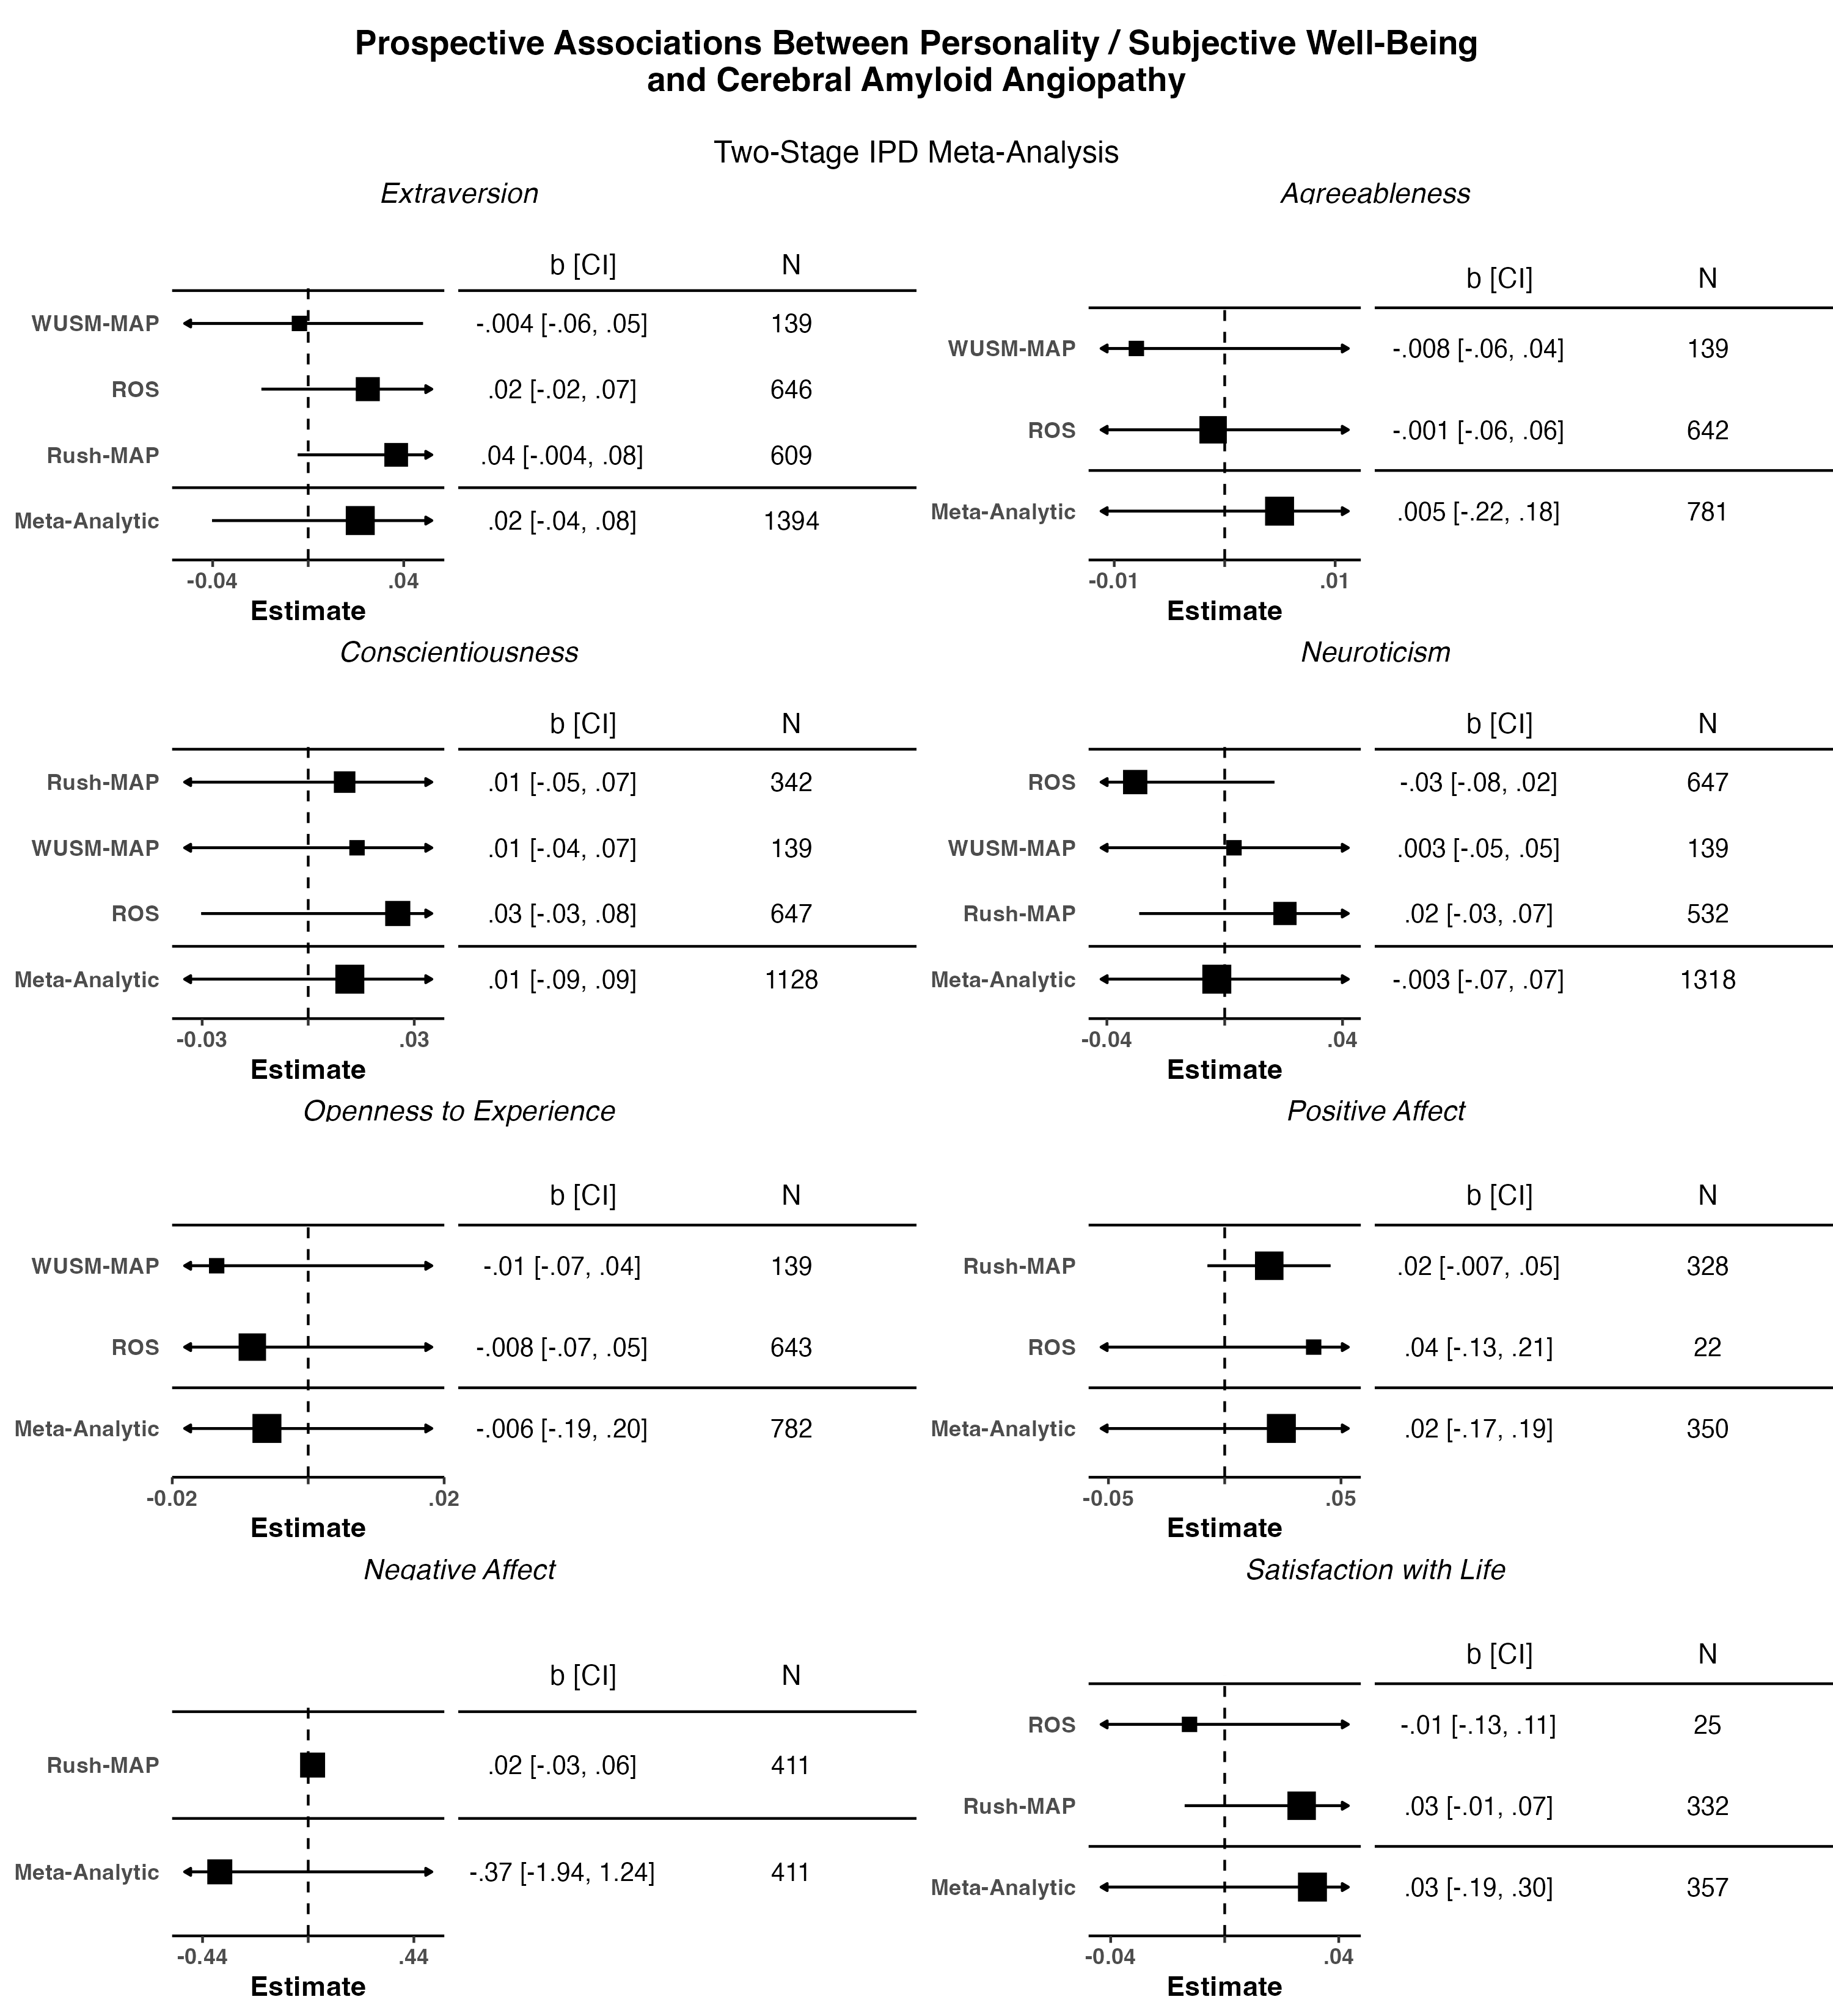 Prospective Associations Between Personality / Subjective Well-Being
and Cerebral Amyloid Angiopathy
Two-Stage IPD Meta-Analysis
Extraversion
b [CI] N
WUSM-MAP -.004 [-.06, .05] 139
ROS .02 [-.02, .07] 646
Rush-MAP .04 [-.004, .08] 609
Meta-Analytic .02 [-.04, .08] 1394
-0.04 .04
Estimate
Agreeableness
b [CI] N
WUSM-MAP -.008 [-.06, .04] 139
ROS -.001 [-.06, .06] 642
Meta-Analytic .005 [-.22, .18] 781
-0.01 .01
Estimate
Conscientiousness
b [CI] N
Rush-MAP .01 [-.05, .07] 342
WUSM-MAP .01 [-.04, .07] 139
ROS .03 [-.03, .08] 647
Meta-Analytic .01 [-.09, .09] 1128
-0.03 .03
Estimate
Neuroticism
b [CI] N
ROS -.03 [-.08, .02] 647
WUSM-MAP .003 [-.05, .05] 139
Rush-MAP .02 [-.03, .07] 532
Meta-Analytic -.003 [-.07, .07] 1318
-0.04 .04
Estimate
Openness to Experience
b [CI] N
WUSM-MAP -.01 [-.07, .04] 139
ROS -.008 [-.07, .05] 643
Meta-Analytic -.006 [-.19, .20] 782
-0.02 .02
Estimate
Positive Affect
b [CI] N
Rush-MAP .02 [-.007, .05] 328
ROS .04 [-.13, .21] 22
Meta-Analytic .02 [-.17, .19] 350
-0.05 .05
Estimate
Negative Affect
b [CI] N
Rush-MAP .02 [-.03, .06] 411
Meta-Analytic -.37 [-1.94, 1.24] 411
-0.44 .44
Estimate
Satisfaction with Life
b [CI] N
ROS -.01 [-.13, .11] 25
Rush-MAP .03 [-.01, .07] 332
Meta-Analytic .03 [-.19, .30] 357
-0.04 .04
Estimate